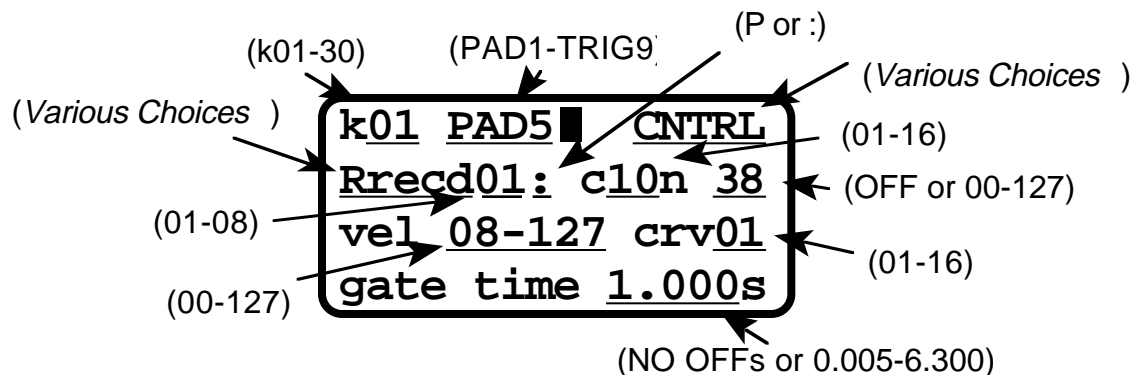 (P or :)
(k01-30)
(PAD1-TRIG9)
(Various Choices )
(Various Choices )
k01 PAD5 CNTRL
(01-16)
Rrecd01: c10n 38
(OFF or 00-127)
(01-08)
vel 08-127 crv01
(01-16)
(00-127)
gate time 1.000s
(NO OFFs or 0.005-6.300)